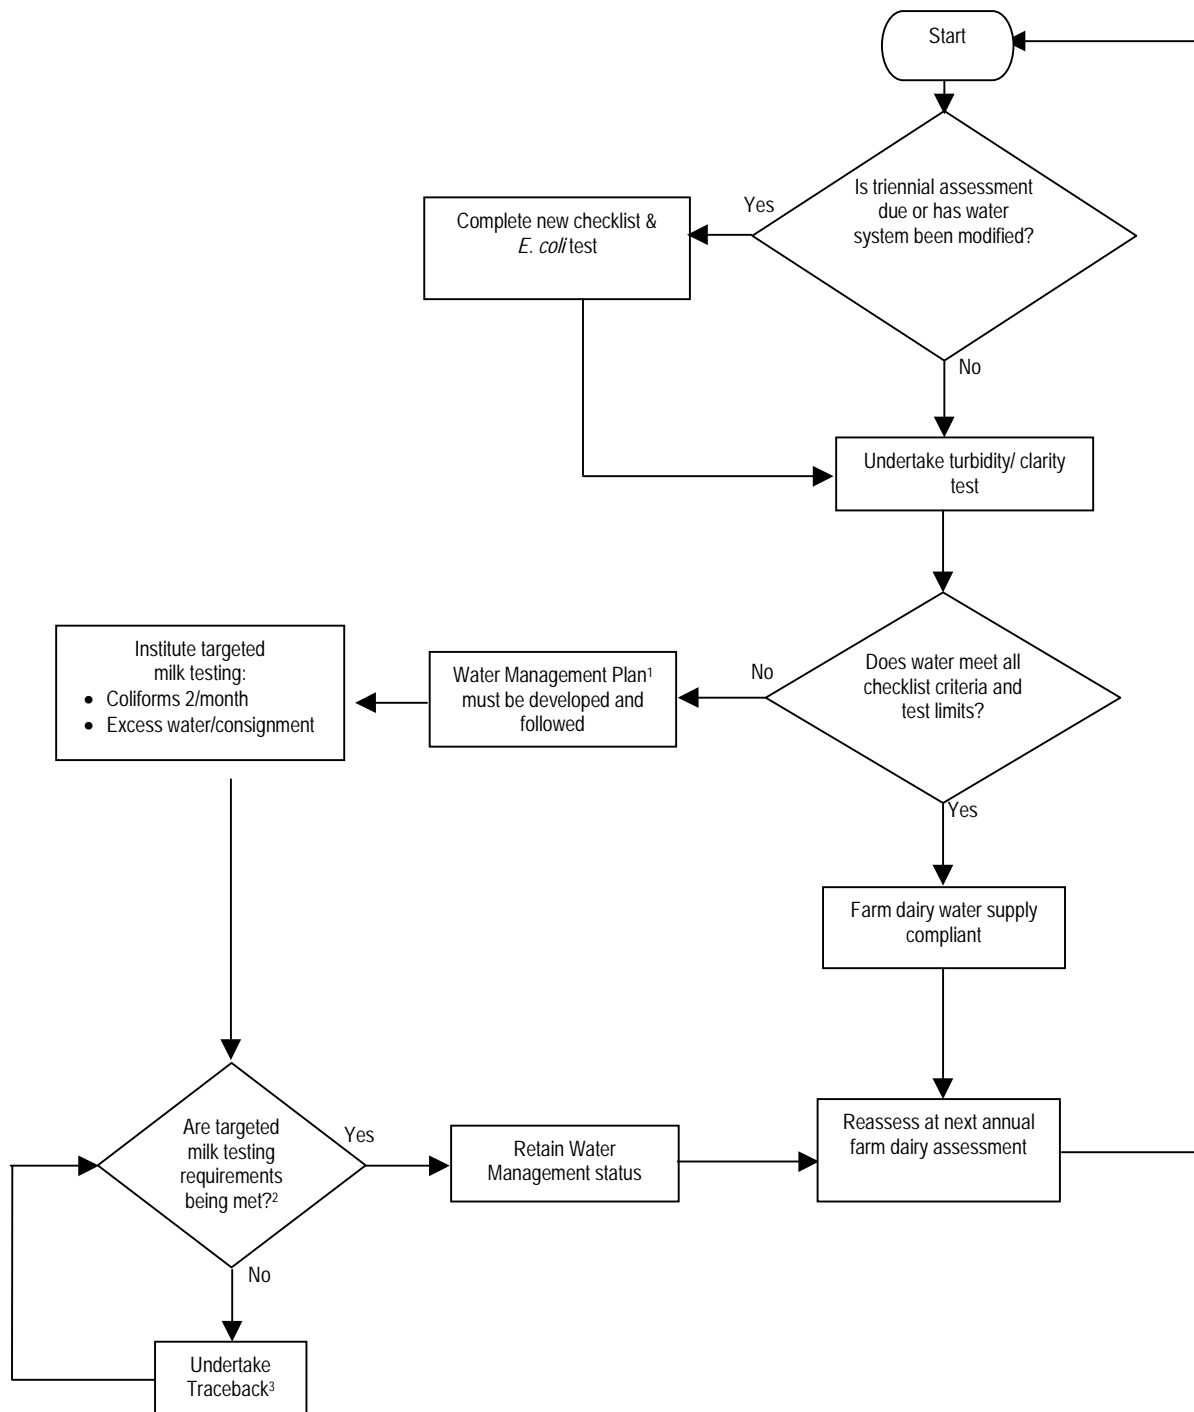 Start
Is triennial assessment
due or has water
system been modified?
Yes
Complete new checklist &
E. coli test
No
Undertake turbidity/ clarity
test
Does water meet all
checklist criteria and
test limits?
No
Water Management Plan¹
must be developed and
followed
Institute targeted
milk testing:
• Coliforms 2/month
• Excess water/consignment
Yes
Farm dairy water supply
compliant
Are targeted
milk testing
requirements
being met?²
Yes
Retain Water
Management status
Reassess at next annual
farm dairy assessment
No
Undertake
Traceback³